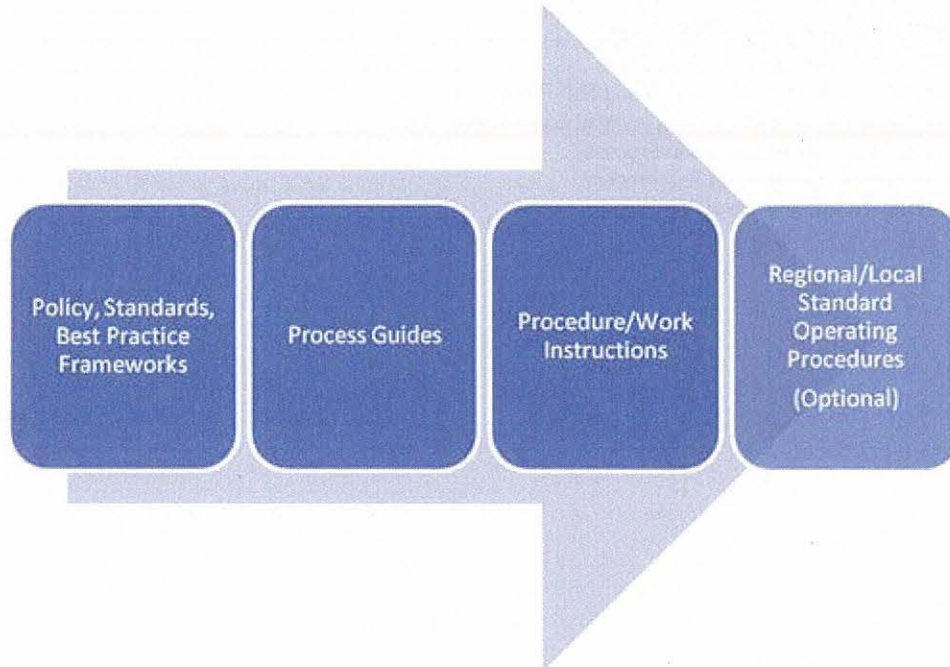 Policy, Standards,
Best Practice
Frameworks
Process Guides
Procedure/Work
Instructions
Regional/Local
Standard
Operating
Procedures
(Optional)